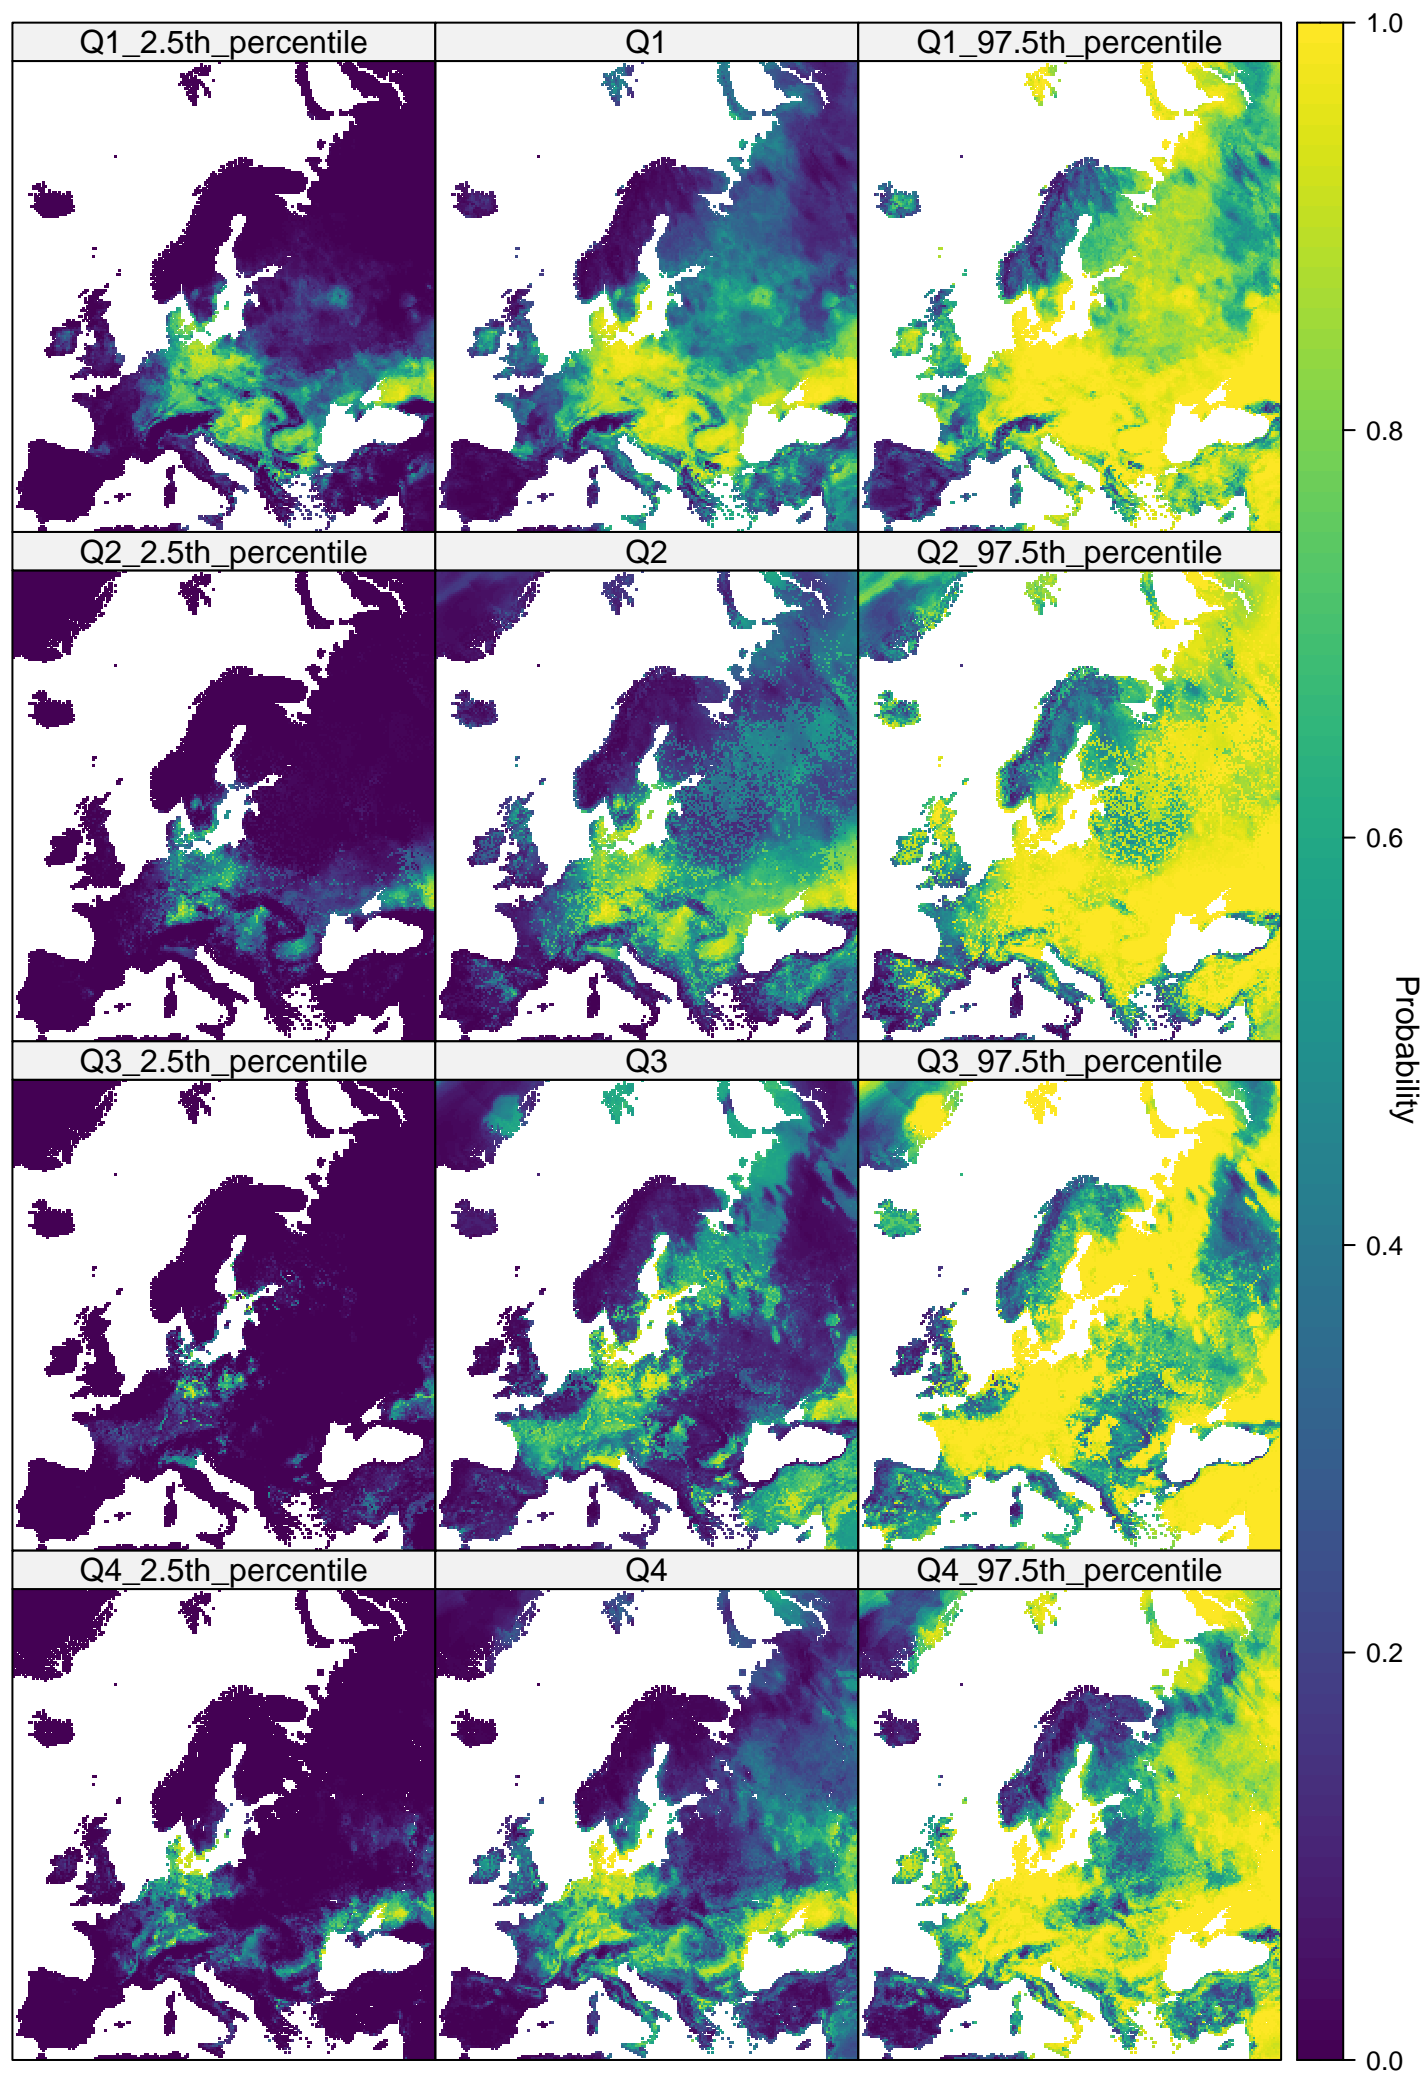 Q1_2.5th_percentile
Q1
Q1_97.5th_percentile
Q2_2.5th_percentile
Q2
Q2_97.5th_percentile
Q3_2.5th_percentile
Q3
Q3_97.5th_percentile
Q4_2.5th_percentile
Q4
Q4_97.5th_percentile
1.0
0.8
0.6
0.4
0.2
0.0
Probability